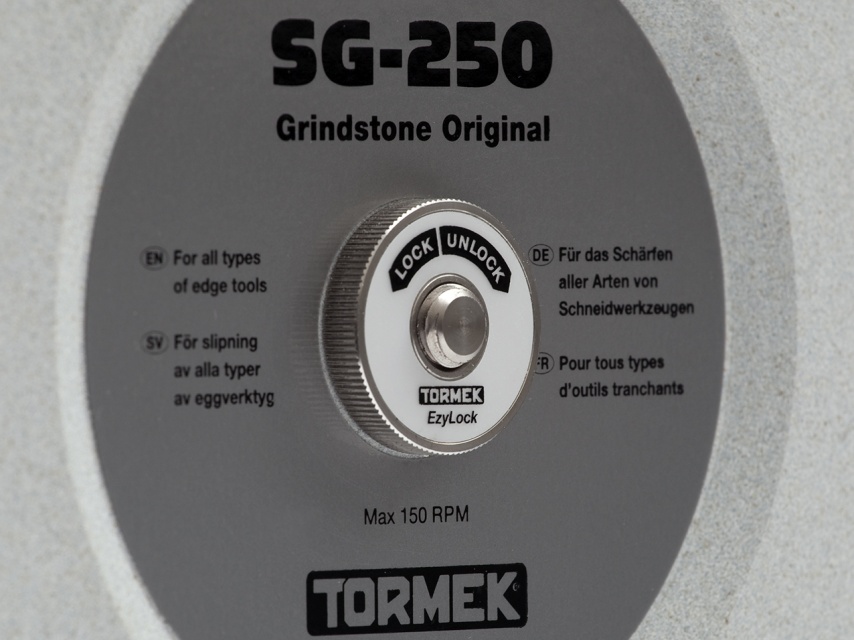 SG-250
Grindstone Original
LOCK UNLOCK
EN For all types
of edge tools
SV För slipning
av alla typer
av eggverktyg
DE Für das Schärfen
aller Arten von
Schneidwerkzeugen
FR Pour tous types
d'outils tranchants
TORMEK
EzyLock
Max 150 RPM
TORMEK